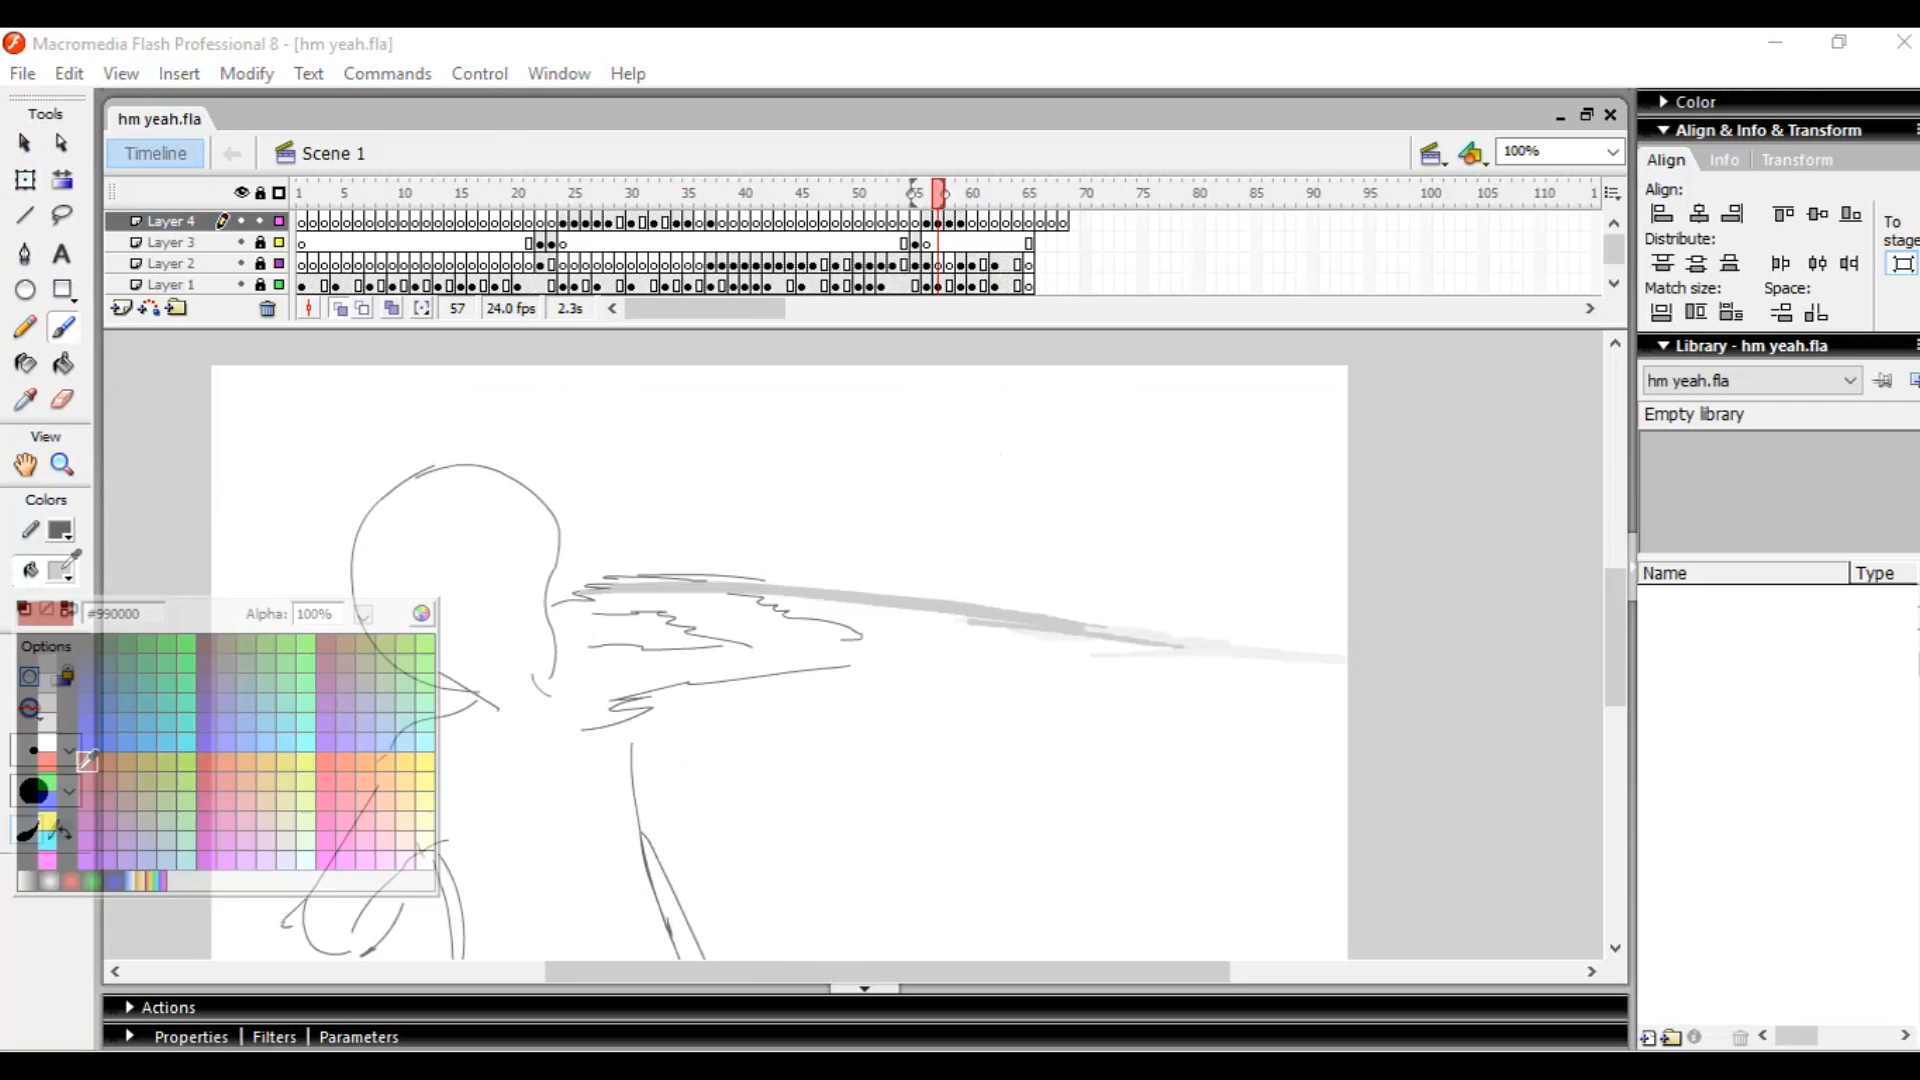 Macromedia Flash Professional 8 - [hm yeah.fla]
File Edit View Insert Modify Text Commands Control Window Help
Tools
hm yeah.fla
Timeline
Scene 1
100%
1 5 10 15 20 25 30 35 40 45 50 55 60 65 70 75 80 85 90 95 100 105 110 1
Layer 4
Layer 3
Layer 2
Layer 1
57 24.0 fps 2.3s
View
Colors
#990000 Alpha: 100%
Options
Color
Align & Info & Transform
Align Info Transform
Align:
To
stage
Distribute:
Match size: Space:
Library - hm yeah.fla
hm yeah.fla
Empty library
Name Type
Actions
Properties Filters Parameters